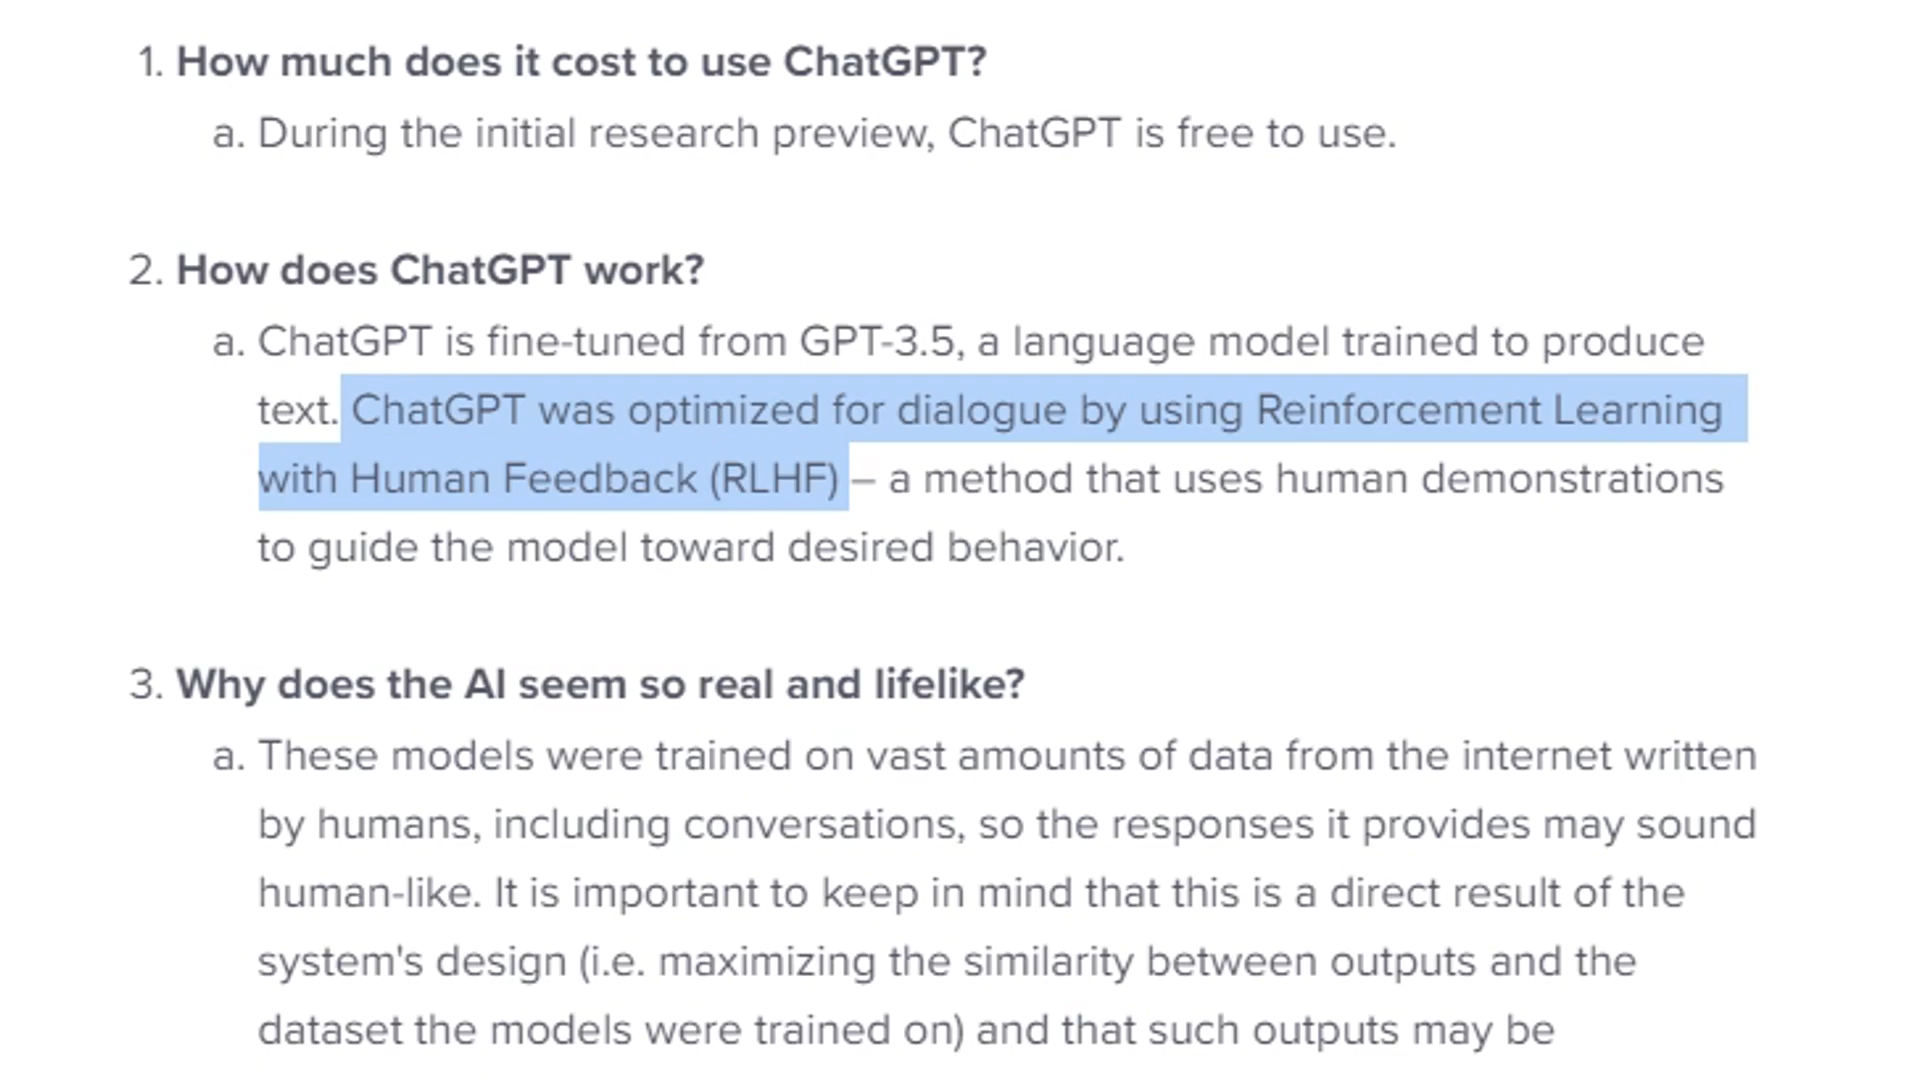 1. How much does it cost to use ChatGPT?
a. During the initial research preview, ChatGPT is free to use.
2. How does ChatGPT work?
a. ChatGPT is fine-tuned from GPT-3.5, a language model trained to produce
text. ChatGPT was optimized for dialogue by using Reinforcement Learning
with Human Feedback (RLHF) – a method that uses human demonstrations
to guide the model toward desired behavior.
3. Why does the AI seem so real and lifelike?
a. These models were trained on vast amounts of data from the internet written
by humans, including conversations, so the responses it provides may sound
human-like. It is important to keep in mind that this is a direct result of the
system's design (i.e. maximizing the similarity between outputs and the
dataset the models were trained on) and that such outputs may be